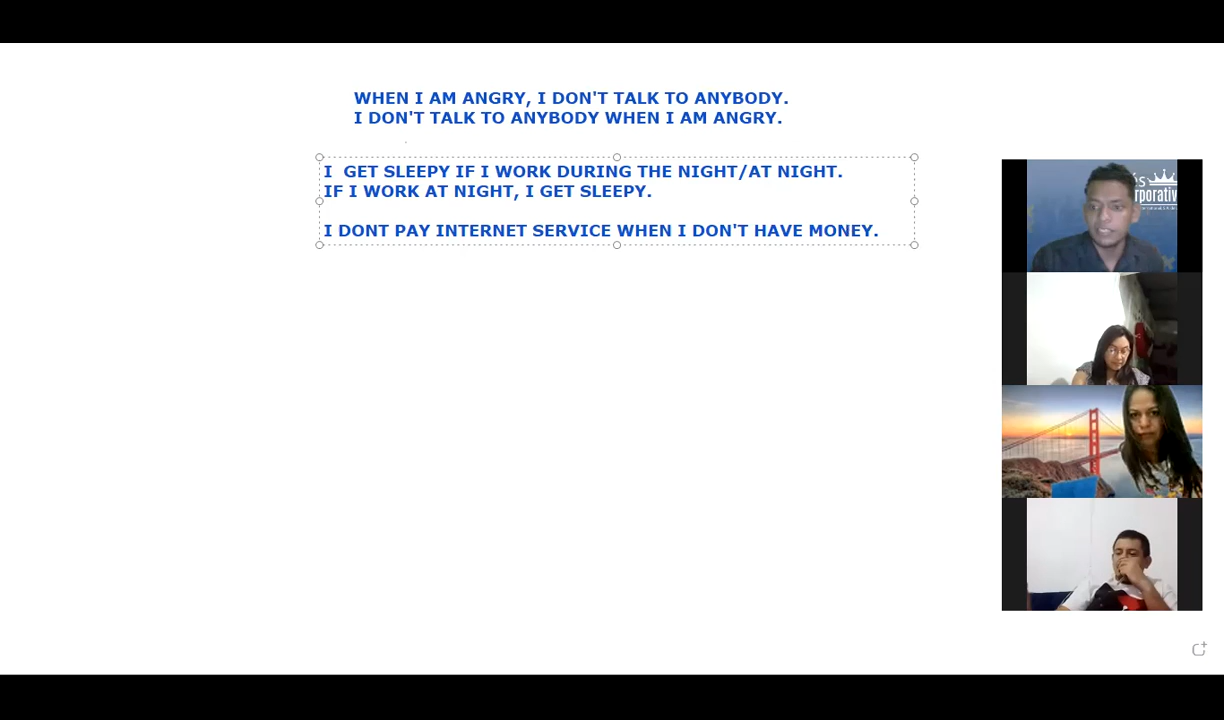 WHEN I AM ANGRY, I DON'T TALK TO ANYBODY.
I DON'T TALK TO ANYBODY WHEN I AM ANGRY.
I GET SLEEPY IF I WORK DURING THE NIGHT/AT NIGHT.
IF I WORK AT NIGHT, I GET SLEEPY.
I DONT PAY INTERNET SERVICE WHEN I DON'T HAVE MONEY.